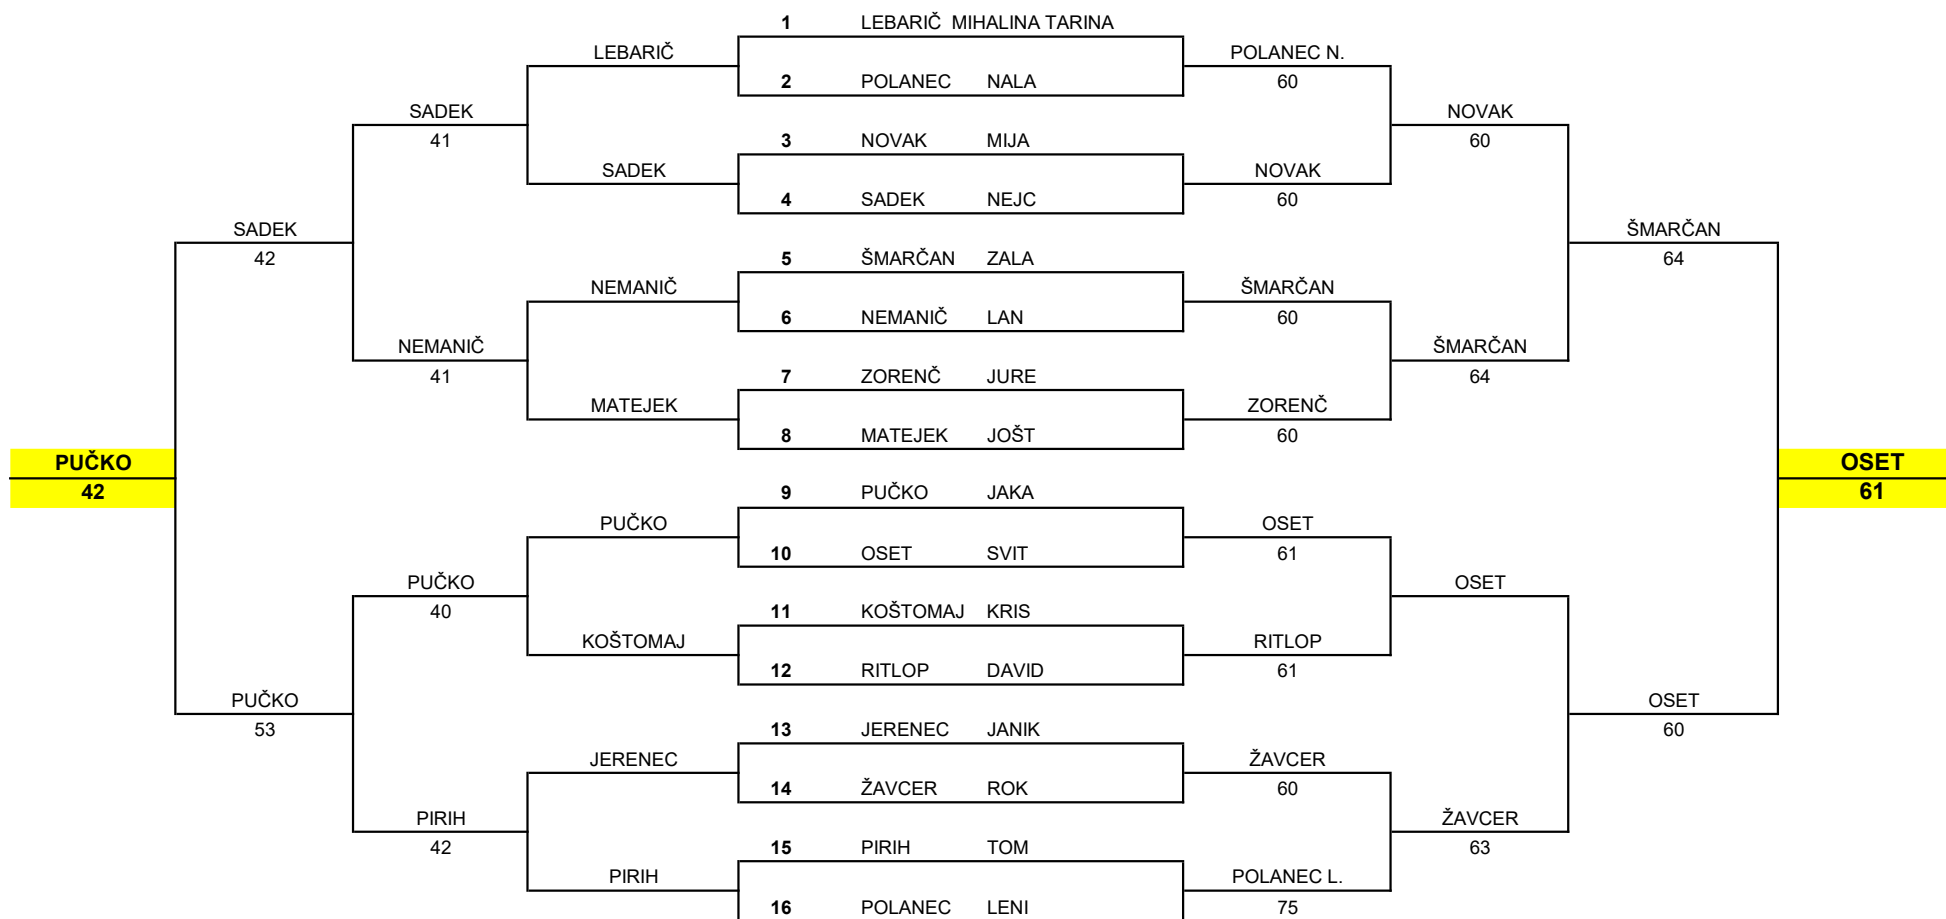 1 LEBARIČ MIHALINA TARINA
LEBARIČ POLANEC N.
2 POLANEC NALA 60
SADEK NOVAK
41 3 NOVAK MIJA 60
SADEK NOVAK
4 SADEK NEJC 60
SADEK ŠMARČAN
42 5 ŠMARČAN ZALA 64
NEMANIČ ŠMARČAN
6 NEMANIČ LAN 60
NEMANIČ ŠMARČAN
41 7 ZORENČ JURE 64
MATEJEK ZORENČ
8 MATEJEK JOŠT 60
PUČKO OSET
42 9 PUČKO JAKA 61
PUČKO OSET
10 OSET SVIT 61
PUČKO OSET
40 11 KOŠTOMAJ KRIS
KOŠTOMAJ RITLOP
12 RITLOP DAVID 61
PUČKO OSET
53 13 JERENEC JANIK 60
JERENEC ŽAVCER
14 ŽAVCER ROK 60
PIRIH ŽAVCER
42 15 PIRIH TOM 63
PIRIH POLANEC L.
16 POLANEC LENI 75